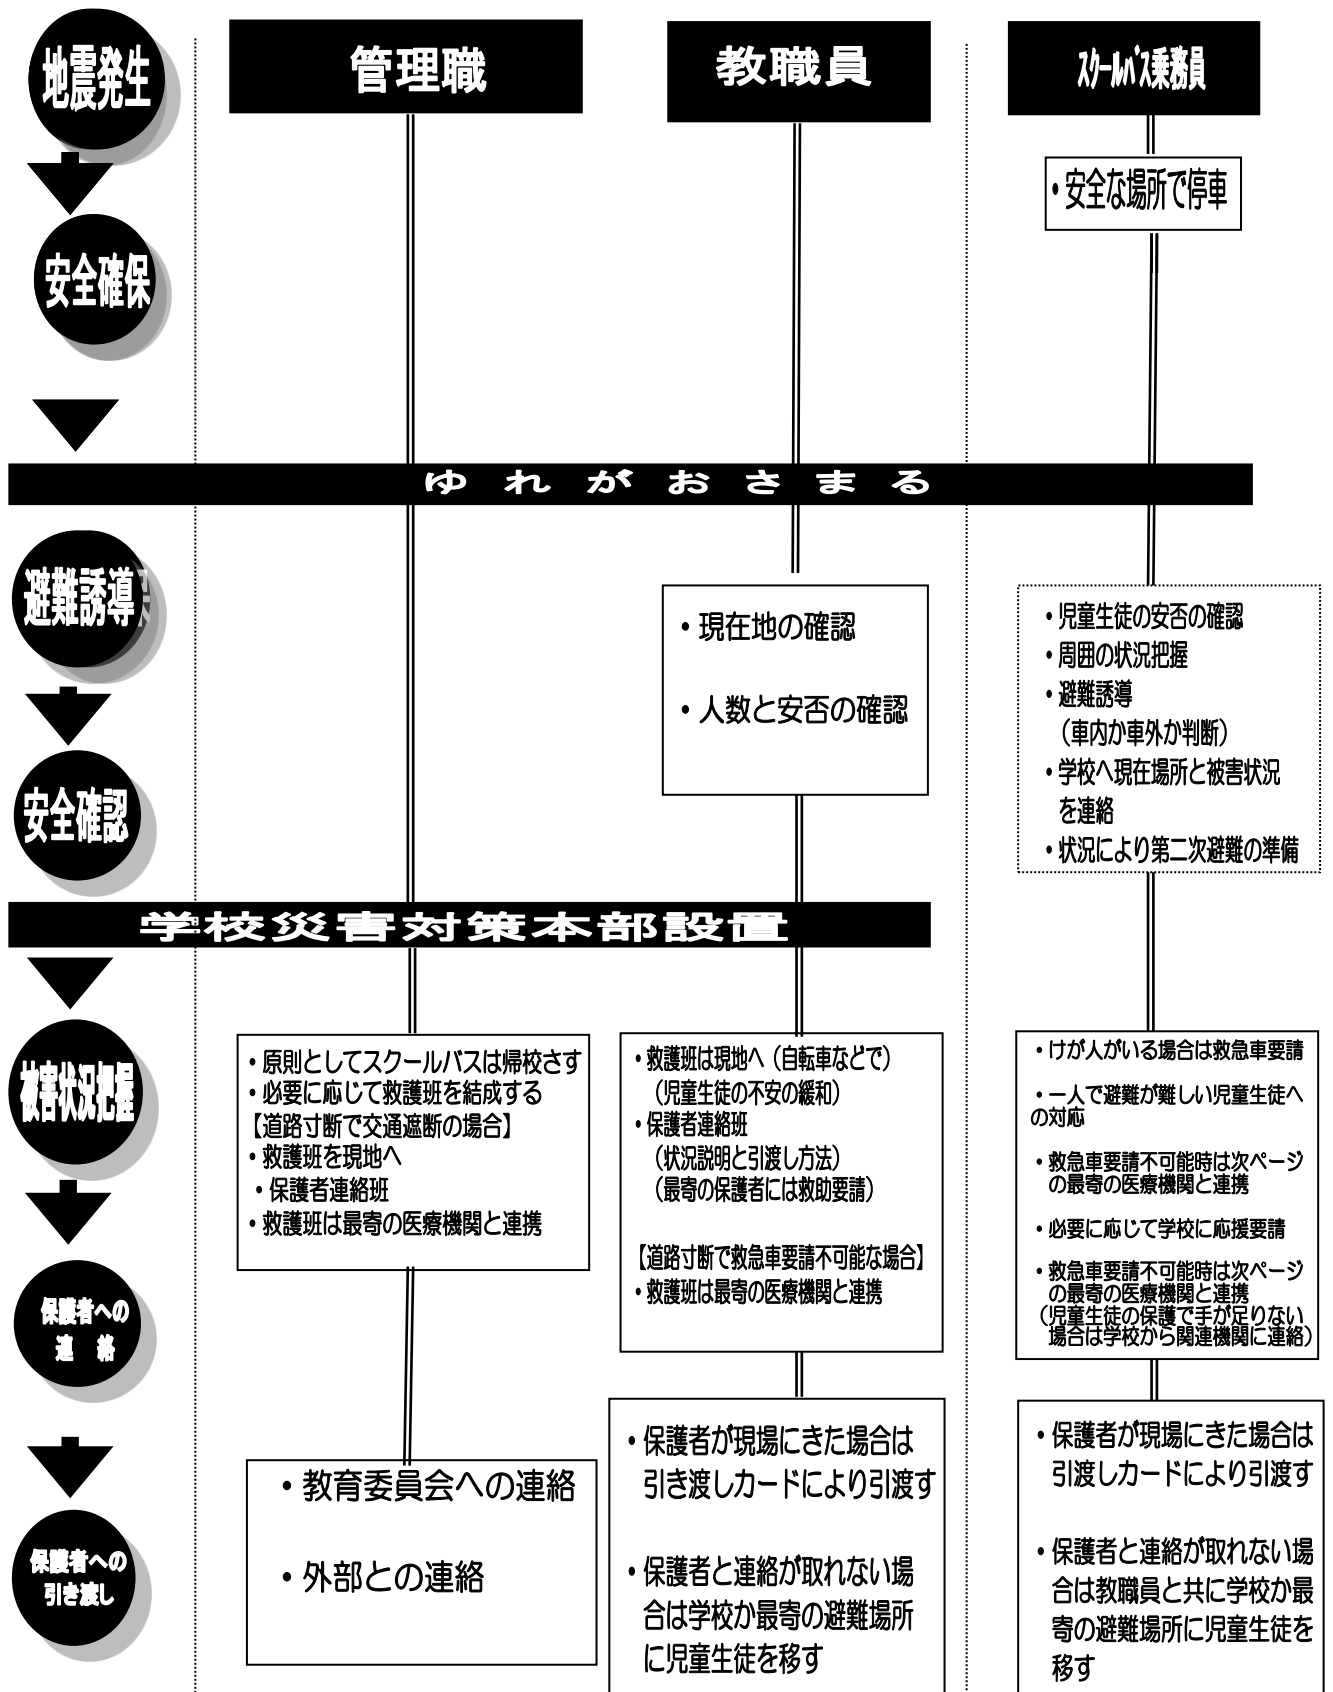 地震発生
管理職
教職員
スクールバス乗務員
・安全な場所で停車
安全確保
ゆれがおさまる
避難誘導
・現在地の確認
・人数と安否の確認
・児童生徒の安否の確認
・周囲の状況把握
・避難誘導
（車内か車外か判断）
・学校へ現在場所と被害状況
を連絡
・状況により第二次避難の準備
安全確認
学校災害対策本部設置
被害状況把握
・原則としてスクールバスは帰校さす
・必要に応じて救護班を結成する
【道路寸断で交通遮断の場合】
・救護班を現地へ
・保護者連絡班
・救護班は最寄の医療機関と連携
・救護班は現地へ（自転車などで）
（児童生徒の不安の緩和）
・保護者連絡班
（状況説明と引渡し方法）
（最寄の保護者には救助要請）
【道路寸断で救急車要請不可能な場合】
・救護班は最寄の医療機関と連携
・けが人がいる場合は救急車要請
・一人で避難が難しい児童生徒へ
の対応
・救急車要請不可能時は次ページ
の最寄の医療機関と連携
・必要に応じて学校に応援要請
・救急車要請不可能時は次ページ
の最寄の医療機関と連携
（児童生徒の保護で手が足りない
場合は学校から関連機関に連絡）
保護者への
連　絡
・教育委員会への連絡
・外部との連絡
・保護者が現場にきた場合は
引き渡しカードにより引渡す
・保護者と連絡が取れない場
合は学校か最寄の避難場所
に児童生徒を移す
・保護者が現場にきた場合は
引渡しカードにより引渡す
・保護者と連絡が取れない場
合は教職員と共に学校か最
寄の避難場所に児童生徒を
移す
保護者への
引き渡し